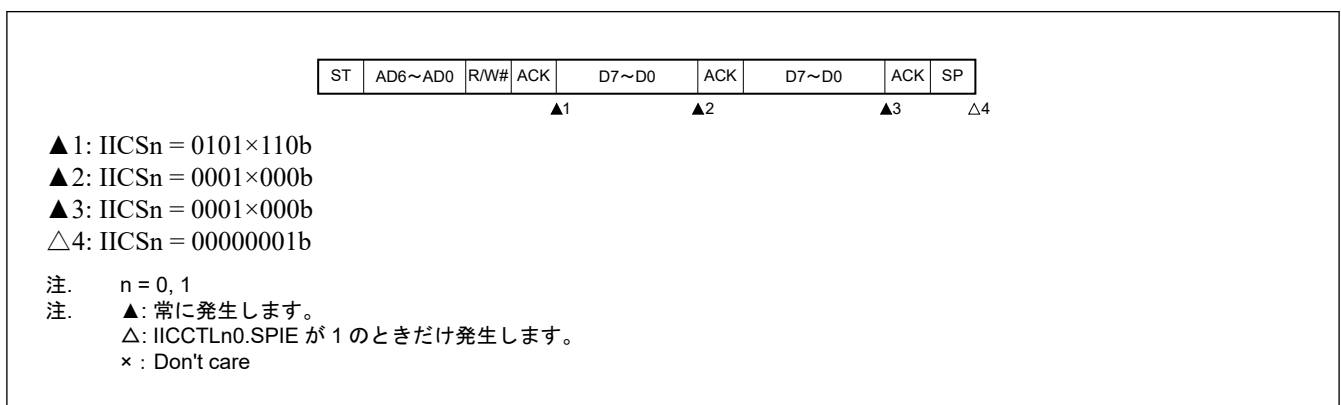 ST AD6～AD0 R/W# ACK D7～D0 ACK D7～D0 ACK SP
▲1 ▲2 ▲3 △4
▲1: IICSn = 0101×110b
▲2: IICSn = 0001×000b
▲3: IICSn = 0001×000b
△4: IICSn = 00000001b
注. n = 0, 1
注. ▲: 常に発生します。
△: IICCTLn0.SPIE が 1 のときだけ発生します。
×：Don't care